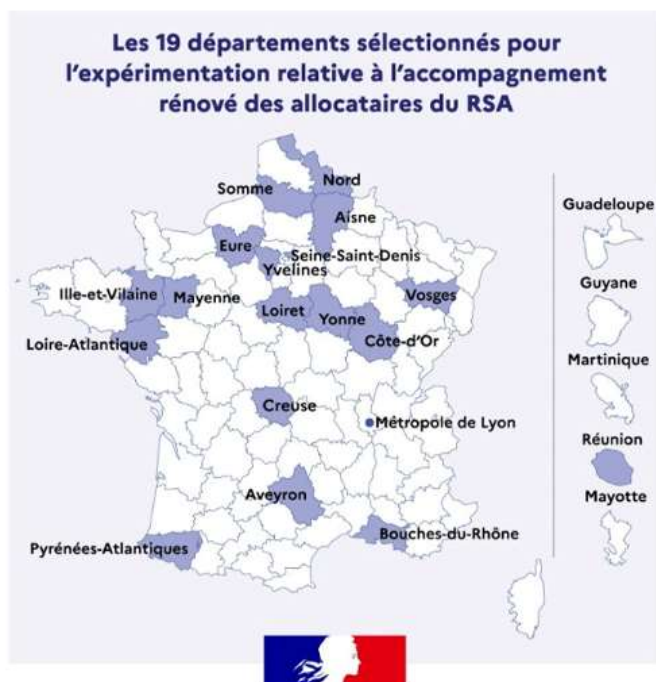 Les 19 départements sélectionnés pour
l'expérimentation relative à l'accompagnement
rénové des allocataires du RSA
Nord
Somme
Aisne
Guadeloupe
Eure
Seine-Saint-Denis
Yvelines
Guyane
Ille-et-Vilaine
Mayenne
Vosges
Loiret
Yonne
Loire-Atlantique
Côte-d'Or
Martinique
Creuse
Métropole de Lyon
Réunion
Aveyron
Mayotte
Bouches-du-Rhône
Pyrénées-Atlantiques